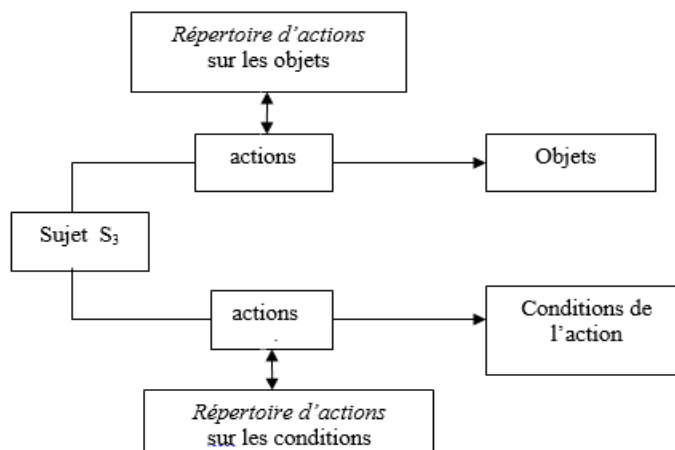 Répertoire d’actions
sur les objets
actions
Objets
Sujet S₃
actions
Conditions de
l’action
Répertoire d’actions
sur les conditions